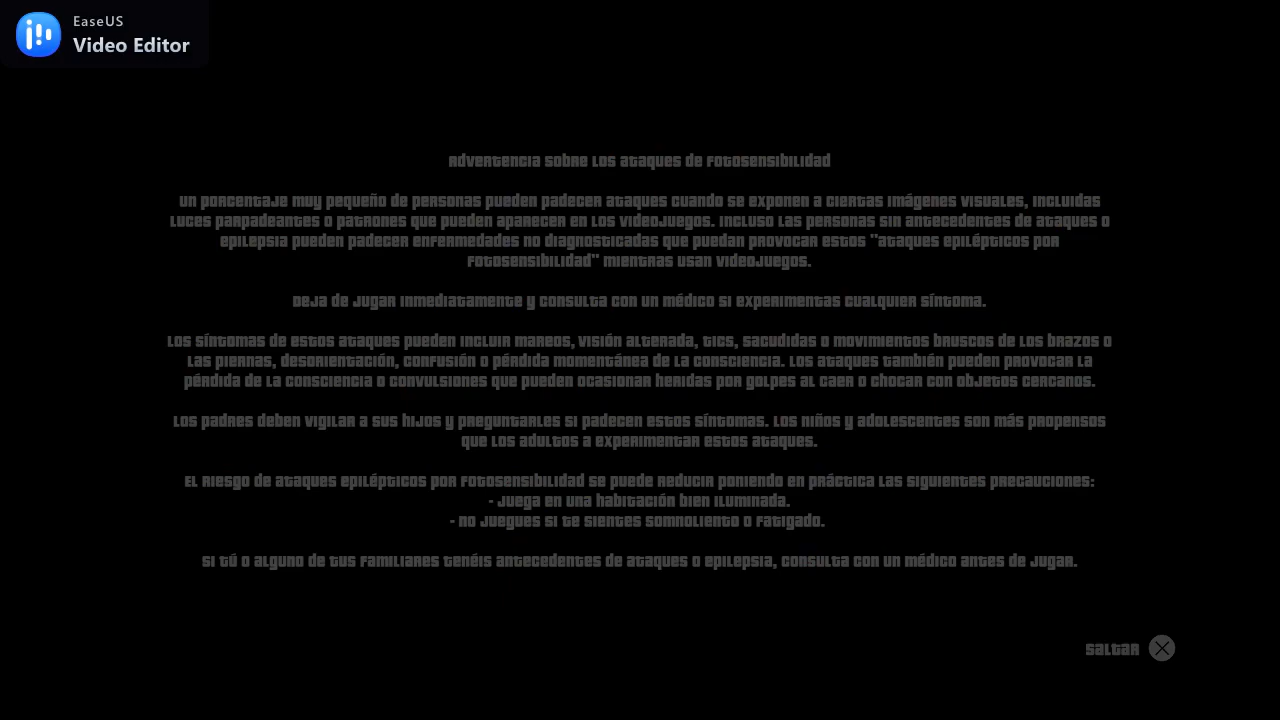 EaseUS
Video Editor
Advertencia sobre los ataques de fotosensibilidad
Un porcentaje muy pequeño de personas pueden padecer ataques cuando se exponen a ciertas imágenes visuales, incluidas
luces parpadeantes o patrones que pueden aparecer en los videojuegos. Incluso las personas sin antecedentes de ataques o
epilepsia pueden padecer enfermedades no diagnosticadas que puedan provocar estos "ataques epilépticos por
fotosensibilidad" mientras usan videojuegos.
Deja de jugar inmediatamente y consulta con un médico si experimentas cualquier síntoma.
Los síntomas de estos ataques pueden incluir mareos, visión alterada, tics, sacudidas o movimientos bruscos de los brazos o
las piernas, desorientación, confusión o pérdida momentánea de la consciencia. Los ataques también pueden provocar la
pérdida de la consciencia o convulsiones que pueden ocasionar heridas por golpes al caer o chocar con objetos cercanos.
Los padres deben vigilar a sus hijos y preguntarles si padecen estos síntomas. Los niños y adolescentes son más propensos
que los adultos a experimentar estos ataques.
El riesgo de ataques epilépticos por fotosensibilidad se puede reducir poniendo en práctica las siguientes precauciones:
- Juega en una habitación bien iluminada.
- No juegues si te sientes somnoliento o fatigado.
Si tú o alguno de tus familiares tenéis antecedentes de ataques o epilepsia, consulta con un médico antes de jugar.
Saltar